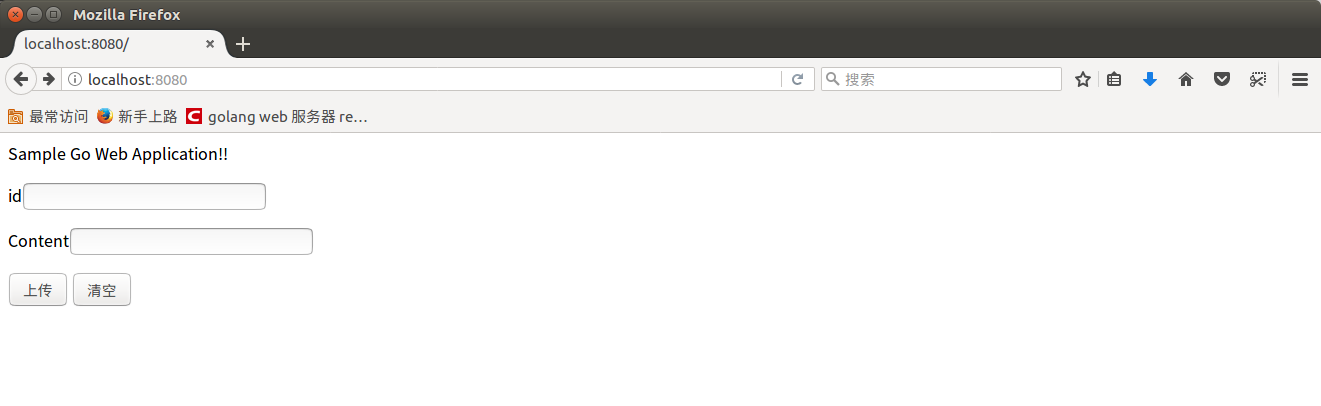 Mozilla Firefox
localhost:8080/
localhost:8080
搜索
最常访问 新手上路 golang web 服务器 re...
Sample Go Web Application!!
id
Content
上传 清空